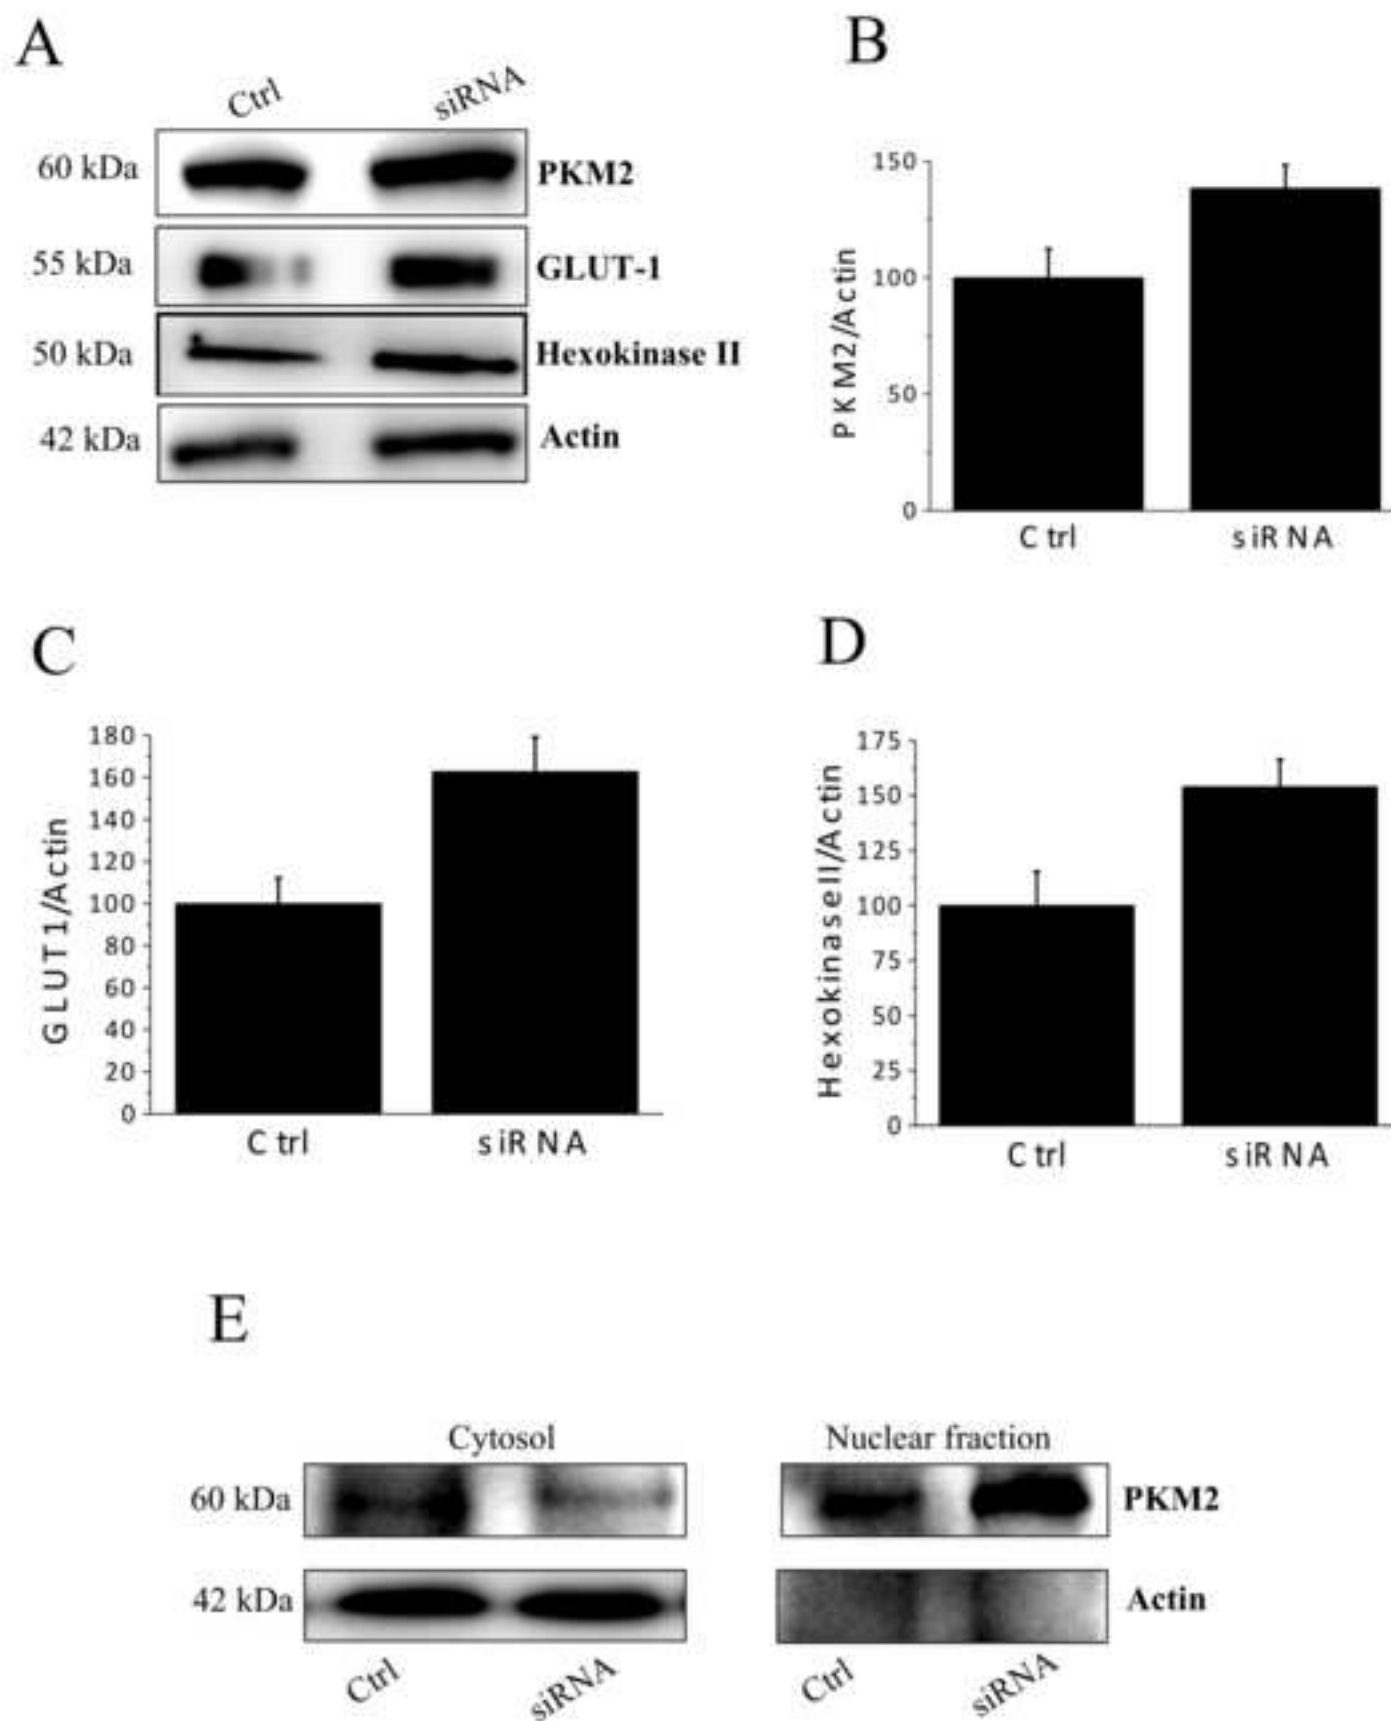 A
Ctrl siRNA
60 kDa PKM2
55 kDa GLUT-1
50 kDa Hexokinase II
42 kDa Actin
B
PKM2/Actin
150
100
50
0
Ctrl siRNA
C
GLUT1/Actin
180
160
140
120
100
80
60
40
20
0
Ctrl siRNA
D
HexokinaseII/Actin
175
150
125
100
75
50
25
0
Ctrl siRNA
E
Cytosol Nuclear fraction
60 kDa PKM2
42 kDa Actin
Ctrl siRNA Ctrl siRNA